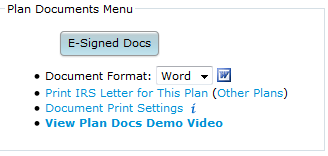 Plan Documents Menu
E-Signed Docs
• Document Format: Word
• Print IRS Letter for This Plan (Other Plans)
• Document Print Settings i
• View Plan Docs Demo Video